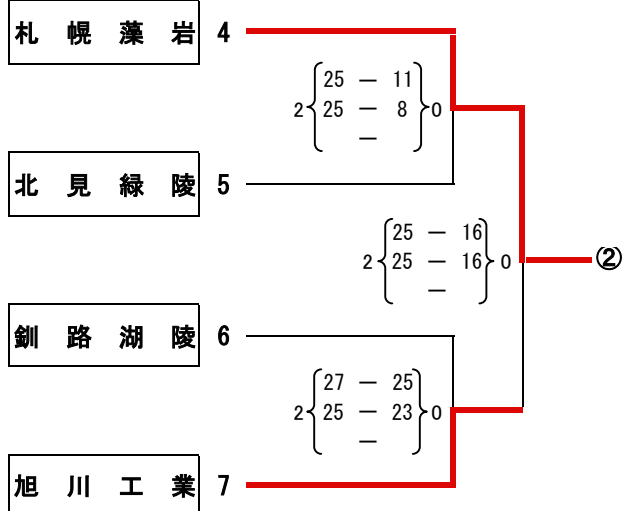 札幌藻岩 4
2 25 — 11 0
25 — 8
—
北見緑陵 5
2 25 — 16 0
25 — 16
—
②
釧路湖陵 6
2 27 — 25 0
25 — 23
—
旭川工業 7